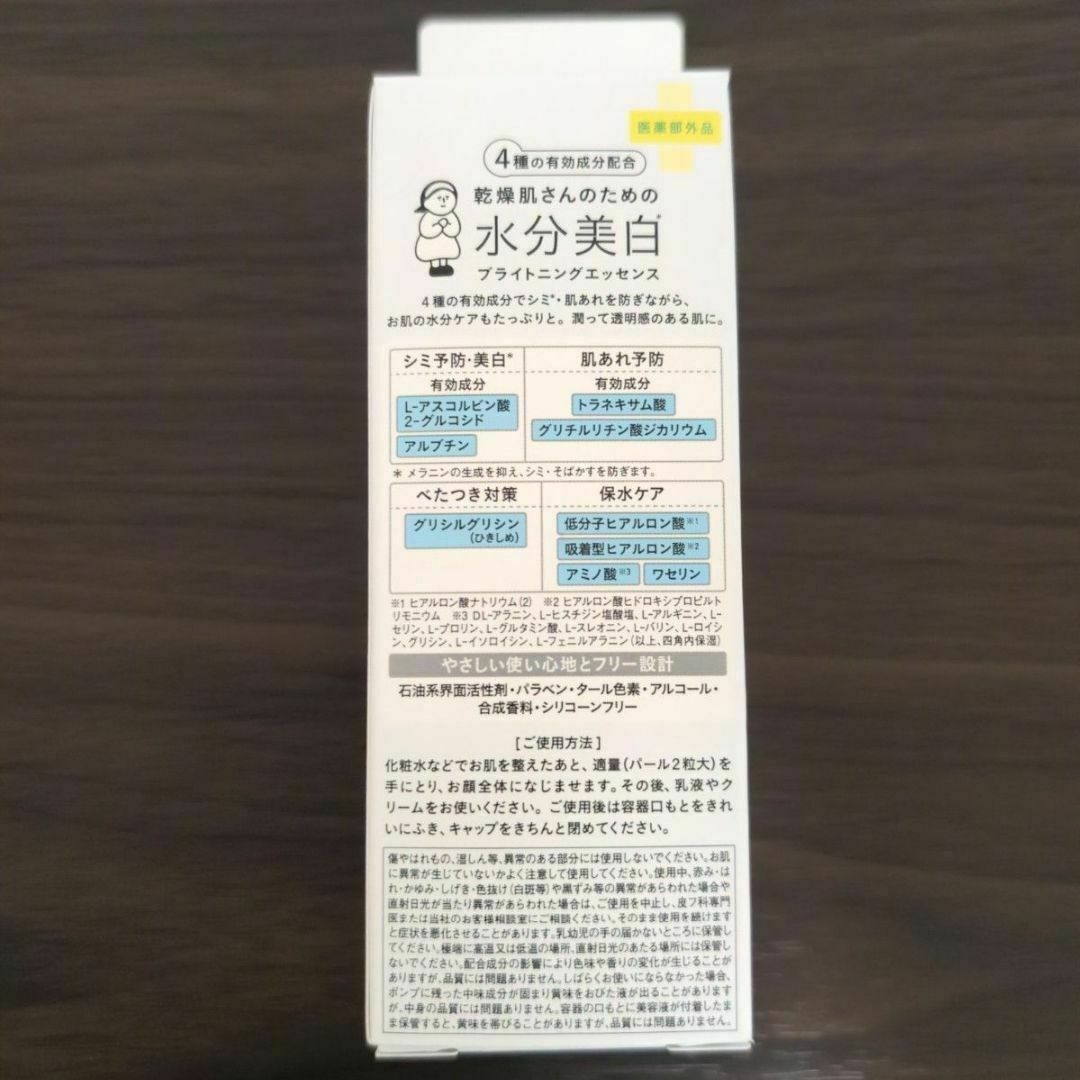 医薬部外品
4種の有効成分配合
乾燥肌さんのための
水分美白*
ブライトニングエッセンス
4種の有効成分でシミ*・肌あれを防ぎながら、
お肌の水分ケアもたっぷりと。潤って透明感のある肌に。
シミ予防・美白* 肌あれ予防
有効成分 有効成分
L-アスコルビン酸 トラネキサム酸
2-グルコシド グリチルリチン酸ジカリウム
アルブチン
* メラニンの生成を抑え、シミ・そばかすを防ぎます。
べたつき対策 保水ケア
グリシルグリシン 低分子ヒアルロン酸※1
(ひきしめ) 吸着型ヒアルロン酸※2
アミノ酸※3 ワセリン
※1 ヒアルロン酸ナトリウム(2) ※2 ヒアルロン酸ヒドロキシプロピルト
リモニウム ※3 DL-アラニン、L-ヒスチジン塩酸塩、L-アルギニン、L-
セリン、L-プロリン、L-グルタミン酸、L-スレオニン、L-バリン、L-ロイシ
ン、グリシン、L-イソロイシン、L-フェニルアラニン(以上、四角内保湿)
やさしい使い心地とフリー設計
石油系界面活性剤・パラベン・タール色素・アルコール・
合成香料・シリコーンフリー
[ご使用方法]
化粧水などでお肌を整えたあと、適量(パール2粒大)を
手にとり、お顔全体になじませます。その後、乳液やク
リームをお使いください。ご使用後は容器口もとをきれ
いにふき、キャップをきちんと閉めてください。
傷やはれもの、湿しん等、異常のある部分には使用しないでください。お肌
に異常が生じていないかよく注意して使用してください。使用中、赤み・は
れ・かゆみ・しげき・色抜け(白斑等)や黒ずみ等の異常があらわれた場合や
直射日光が当たり異常があらわれた場合は、ご使用を中止し、皮フ科専門
医または当社のお客様相談室にご相談ください。そのまま使用を続けます
と症状を悪化させることがあります。乳幼児の手の届かないところに保管し
てください。極端に高温又は低温の場所、直射日光のあたる場所には保管し
ないでください。配合成分の影響により色味や香りの変化が生じることが
ありますが、品質には問題ありません。しばらくお使いにならなかった場合、
ポンプに残った中味成分が固まり黄味をおびた液が出ることがあります
が、中身の品質には問題ありません。容器の口もとに美容液が付着したま
ま保管すると、黄味を帯びることがありますが、品質には問題ありません。